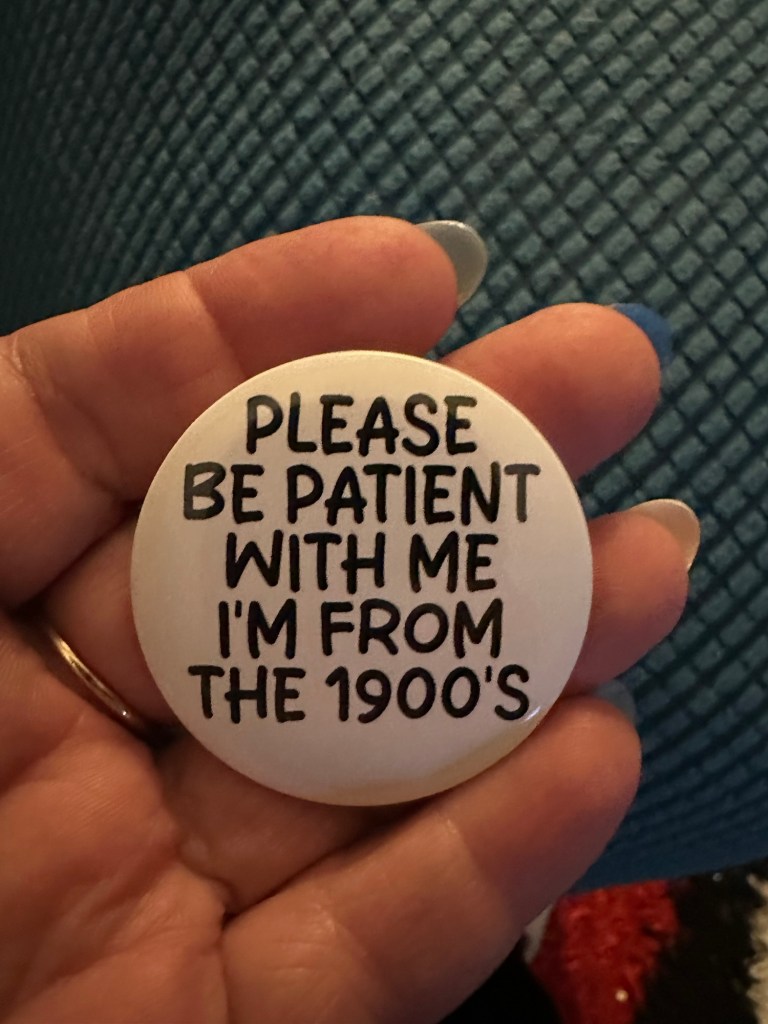 PLEASE
BE PATIENT
WITH ME
I'M FROM
THE 1900'S